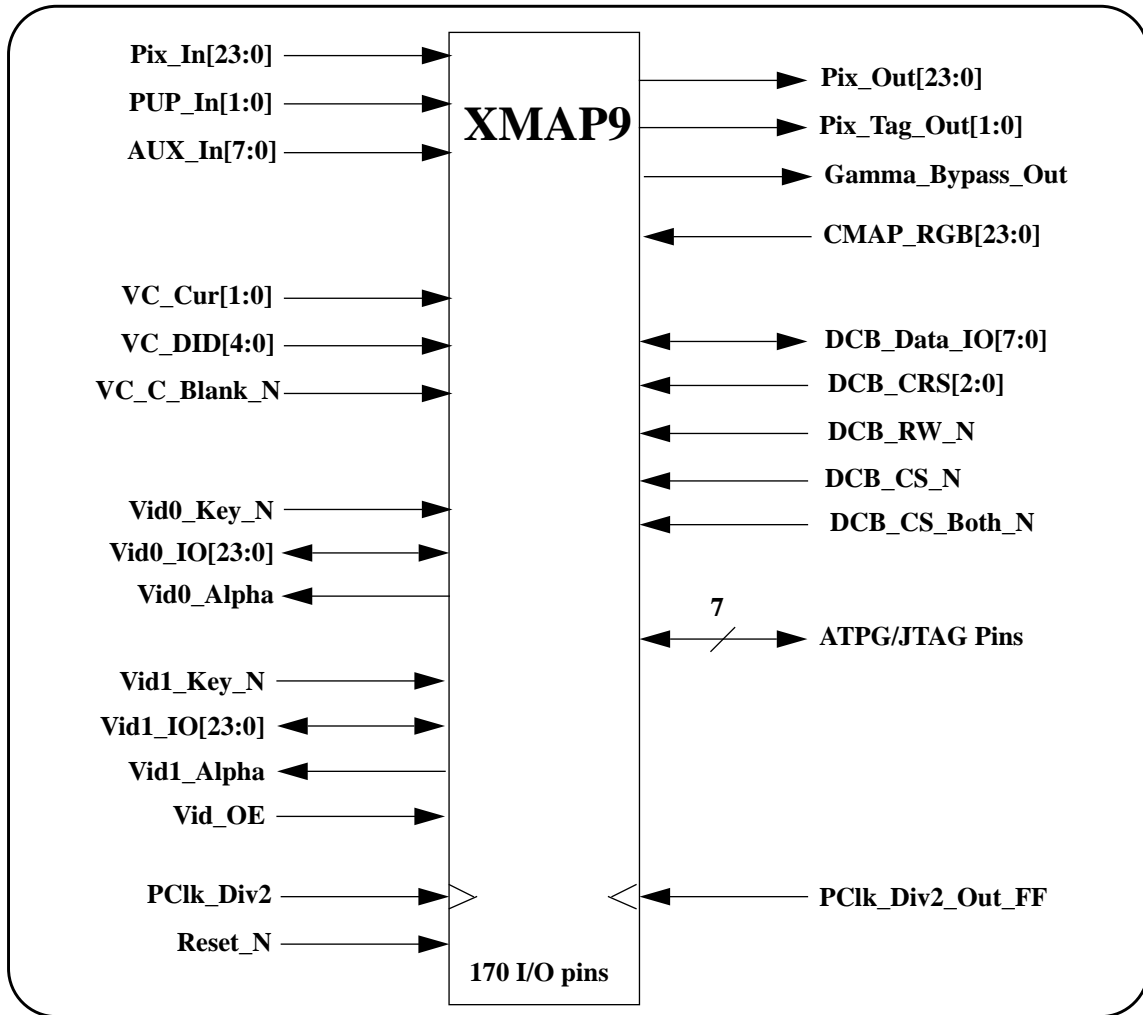 XMAP9
Pix_In[23:0]
PUP_In[1:0]
AUX_In[7:0]
VC_Cur[1:0]
VC_DID[4:0]
VC_C_Blank_N
Vid0_Key_N
Vid0_IO[23:0]
Vid0_Alpha
Vid1_Key_N
Vid1_IO[23:0]
Vid1_Alpha
Vid_OE
PClk_Div2
Reset_N
Pix_Out[23:0]
Pix_Tag_Out[1:0]
Gamma_Bypass_Out
CMAP_RGB[23:0]
DCB_Data_IO[7:0]
DCB_CRS[2:0]
DCB_RW_N
DCB_CS_N
DCB_CS_Both_N
7
ATPG/JTAG Pins
PClk_Div2_Out_FF
170 I/O pins